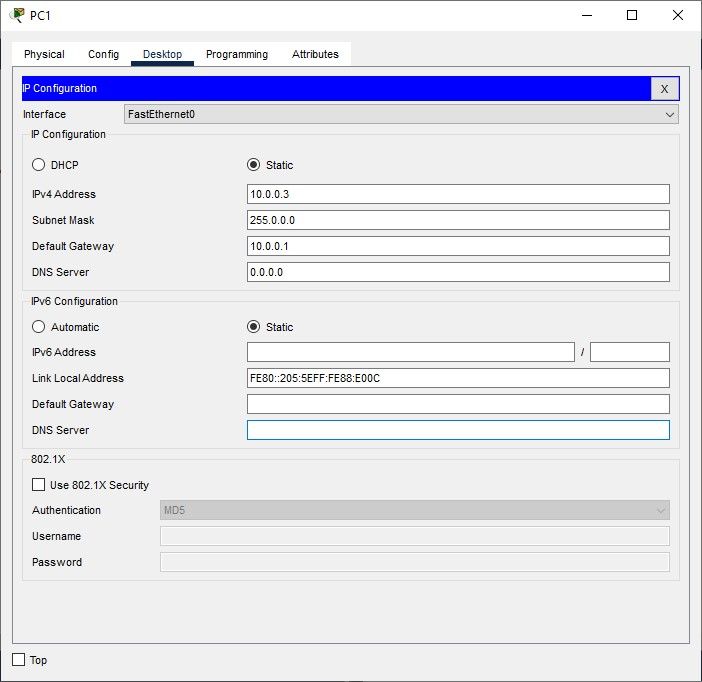 PC1
Physical Config Desktop Programming Attributes
IP Configuration X
Interface FastEthernet0
IP Configuration
DHCP Static
IPv4 Address 10.0.0.3
Subnet Mask 255.0.0.0
Default Gateway 10.0.0.1
DNS Server 0.0.0.0
IPv6 Configuration
Automatic Static
IPv6 Address /
Link Local Address FE80::205:5EFF:FE88:E00C
Default Gateway
DNS Server
802.1X
Use 802.1X Security
Authentication MD5
Username
Password
Top